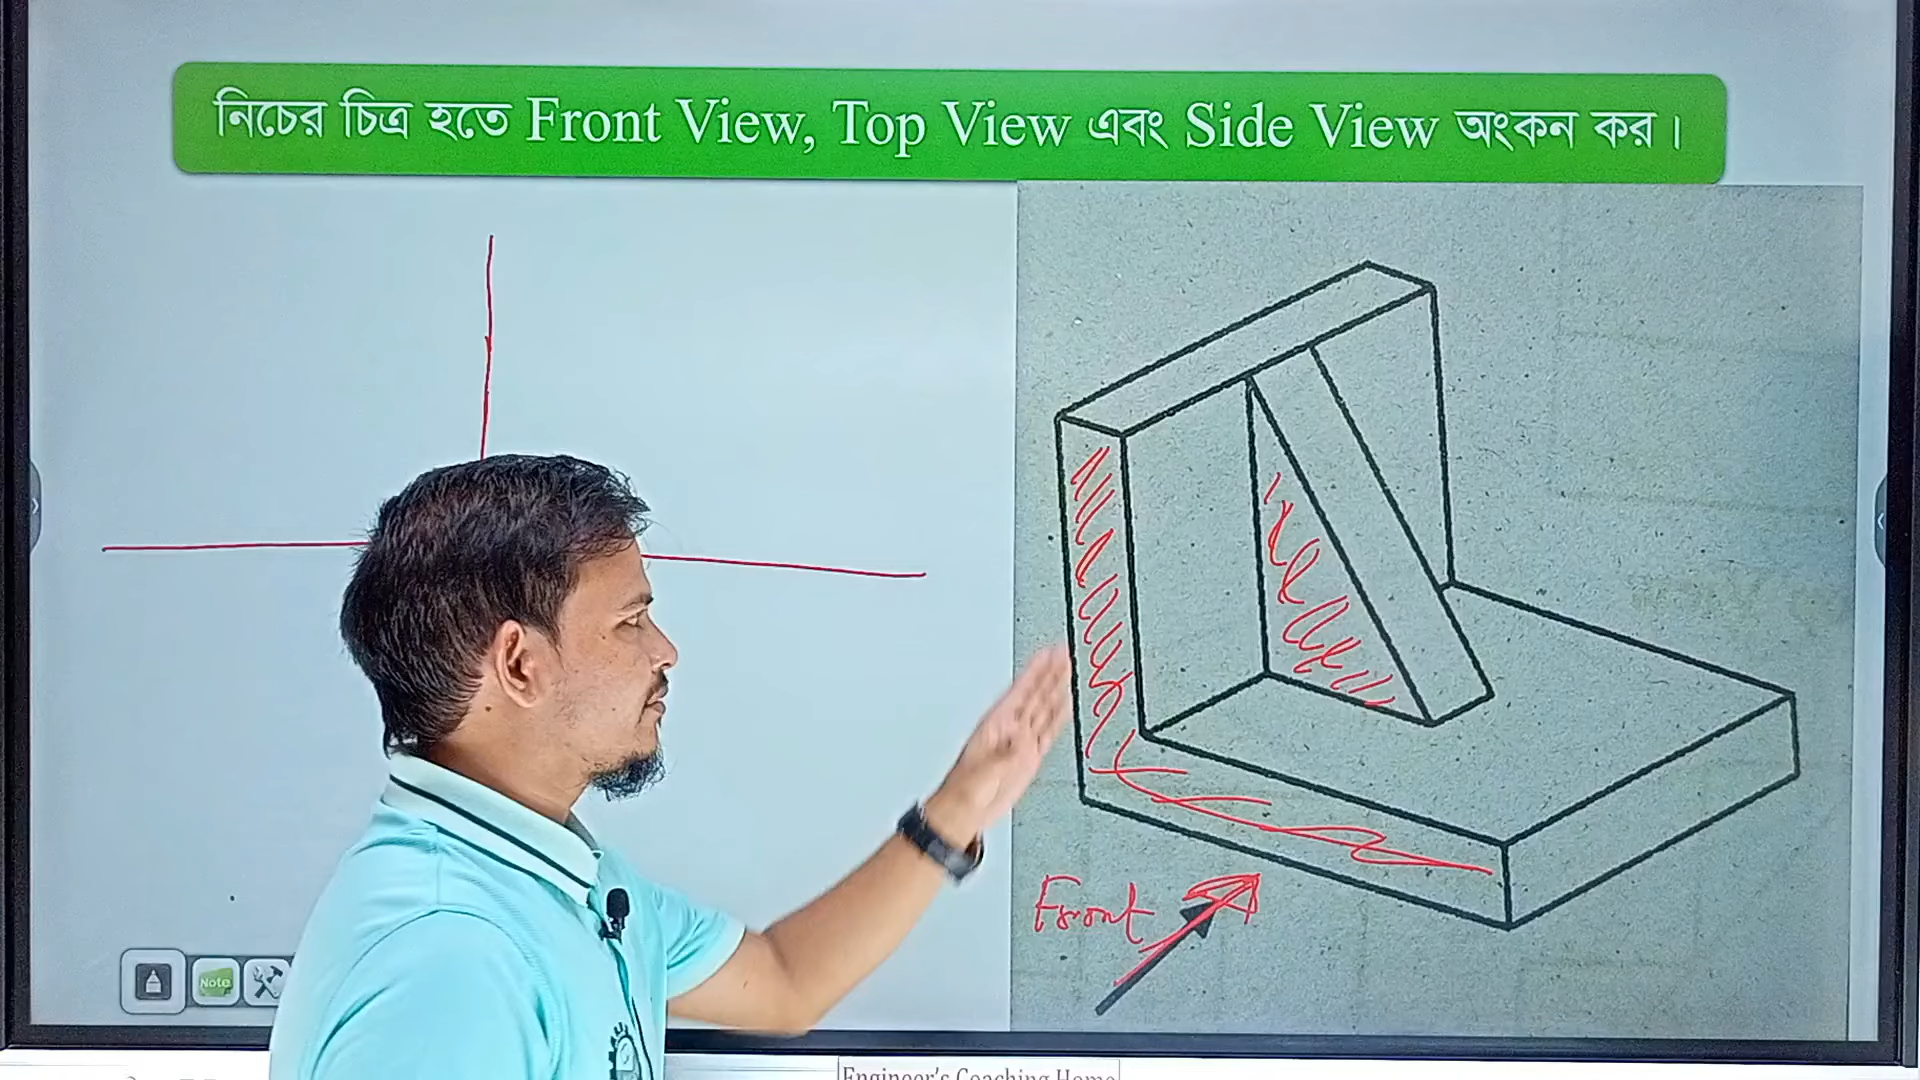 নিচের চিত্র হতে Front View, Top View এবং Side View অংকন কর।
Front
Note
Engineer's Coaching Home